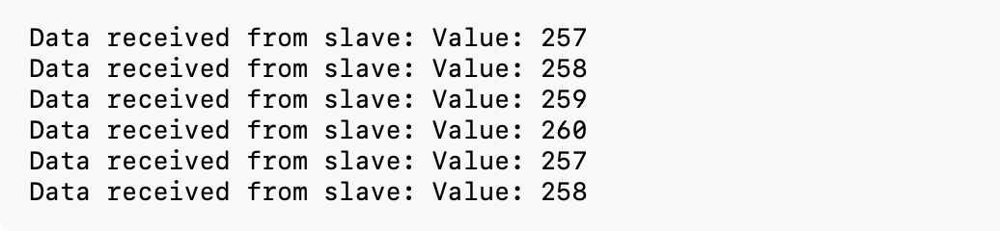 Data received from slave: Value: 257
Data received from slave: Value: 258
Data received from slave: Value: 259
Data received from slave: Value: 260
Data received from slave: Value: 257
Data received from slave: Value: 258